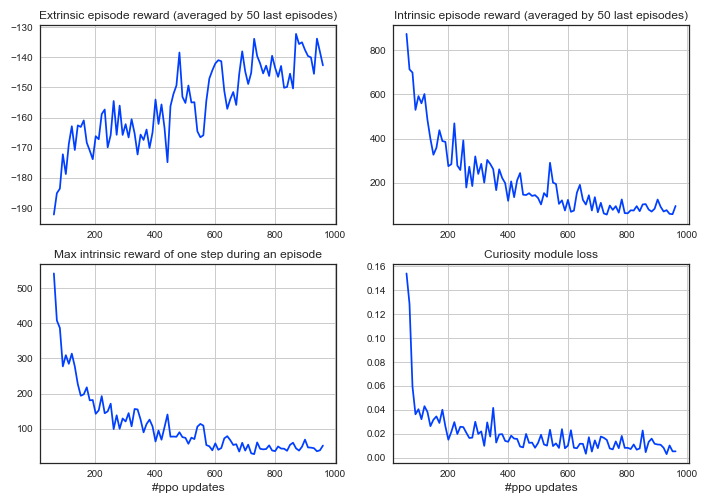 Extrinsic episode reward (averaged by 50 last episodes)
−130
−140
−150
−160
−170
−180
−190
200 400 600 800 1000
Intrinsic episode reward (averaged by 50 last episodes)
800
600
400
200
200 400 600 800 1000
Max intrinsic reward of one step during an episode
500
400
300
200
100
200 400 600 800 1000
#ppo updates
Curiosity module loss
0.16
0.14
0.12
0.10
0.08
0.06
0.04
0.02
0.00
200 400 600 800 1000
#ppo updates